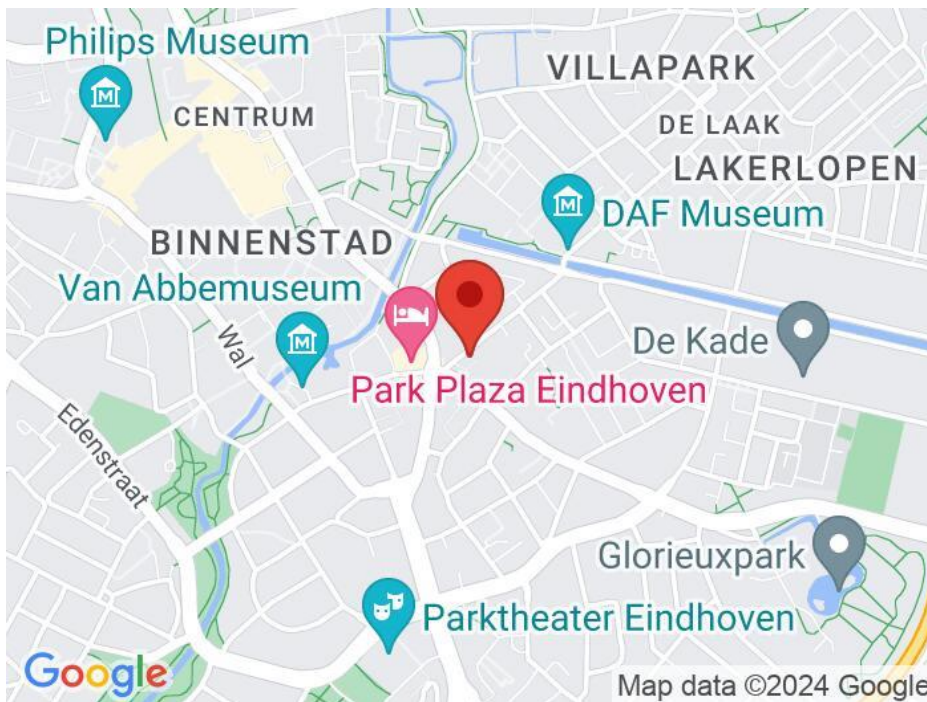 Philips Museum
VILLAPARK
CENTRUM
DE LAAK
LAKERLOPEN
DAF Museum
BINNENSTAD
Van Abbemuseum
Wal
De Kade
Park Plaza Eindhoven
Edenstraat
Glorieuxpark
Parktheater Eindhoven
Google
Map data ©2024 Google